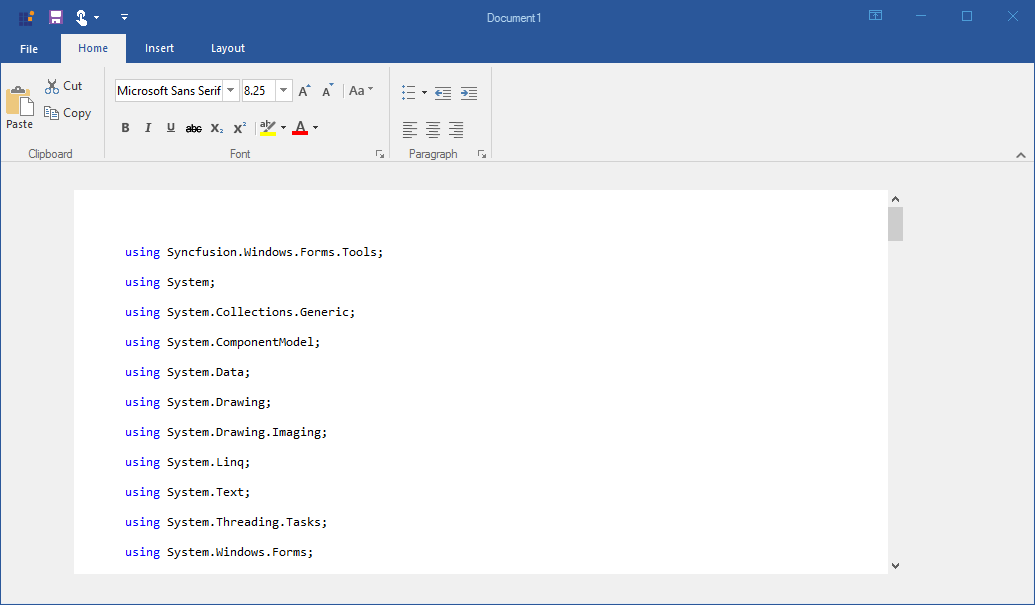 Document1
File Home Insert Layout
Paste
Cut
Copy
Clipboard
Microsoft Sans Serif 8.25 A A Aa
B I U abc X₂ X² ab A
Font
Paragraph
using Syncfusion.Windows.Forms.Tools;
using System;
using System.Collections.Generic;
using System.ComponentModel;
using System.Data;
using System.Drawing;
using System.Drawing.Imaging;
using System.Linq;
using System.Text;
using System.Threading.Tasks;
using System.Windows.Forms;